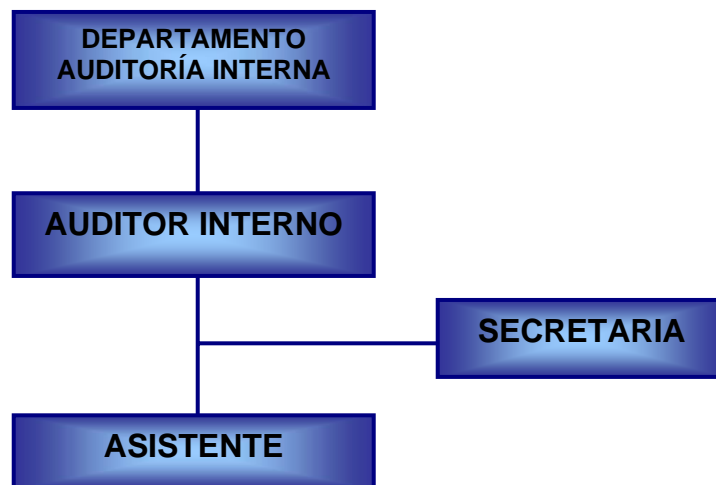 DEPARTAMENTO
AUDITORÍA INTERNA
AUDITOR INTERNO
SECRETARIA
ASISTENTE